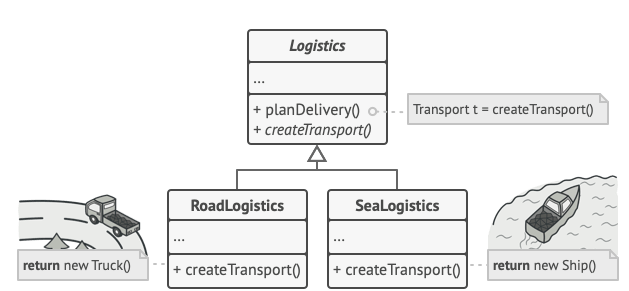 Logistics
...
+ planDelivery()
+ createTransport()
Transport t = createTransport()
RoadLogistics
...
+ createTransport()
return new Truck()
SeaLogistics
...
+ createTransport()
return new Ship()